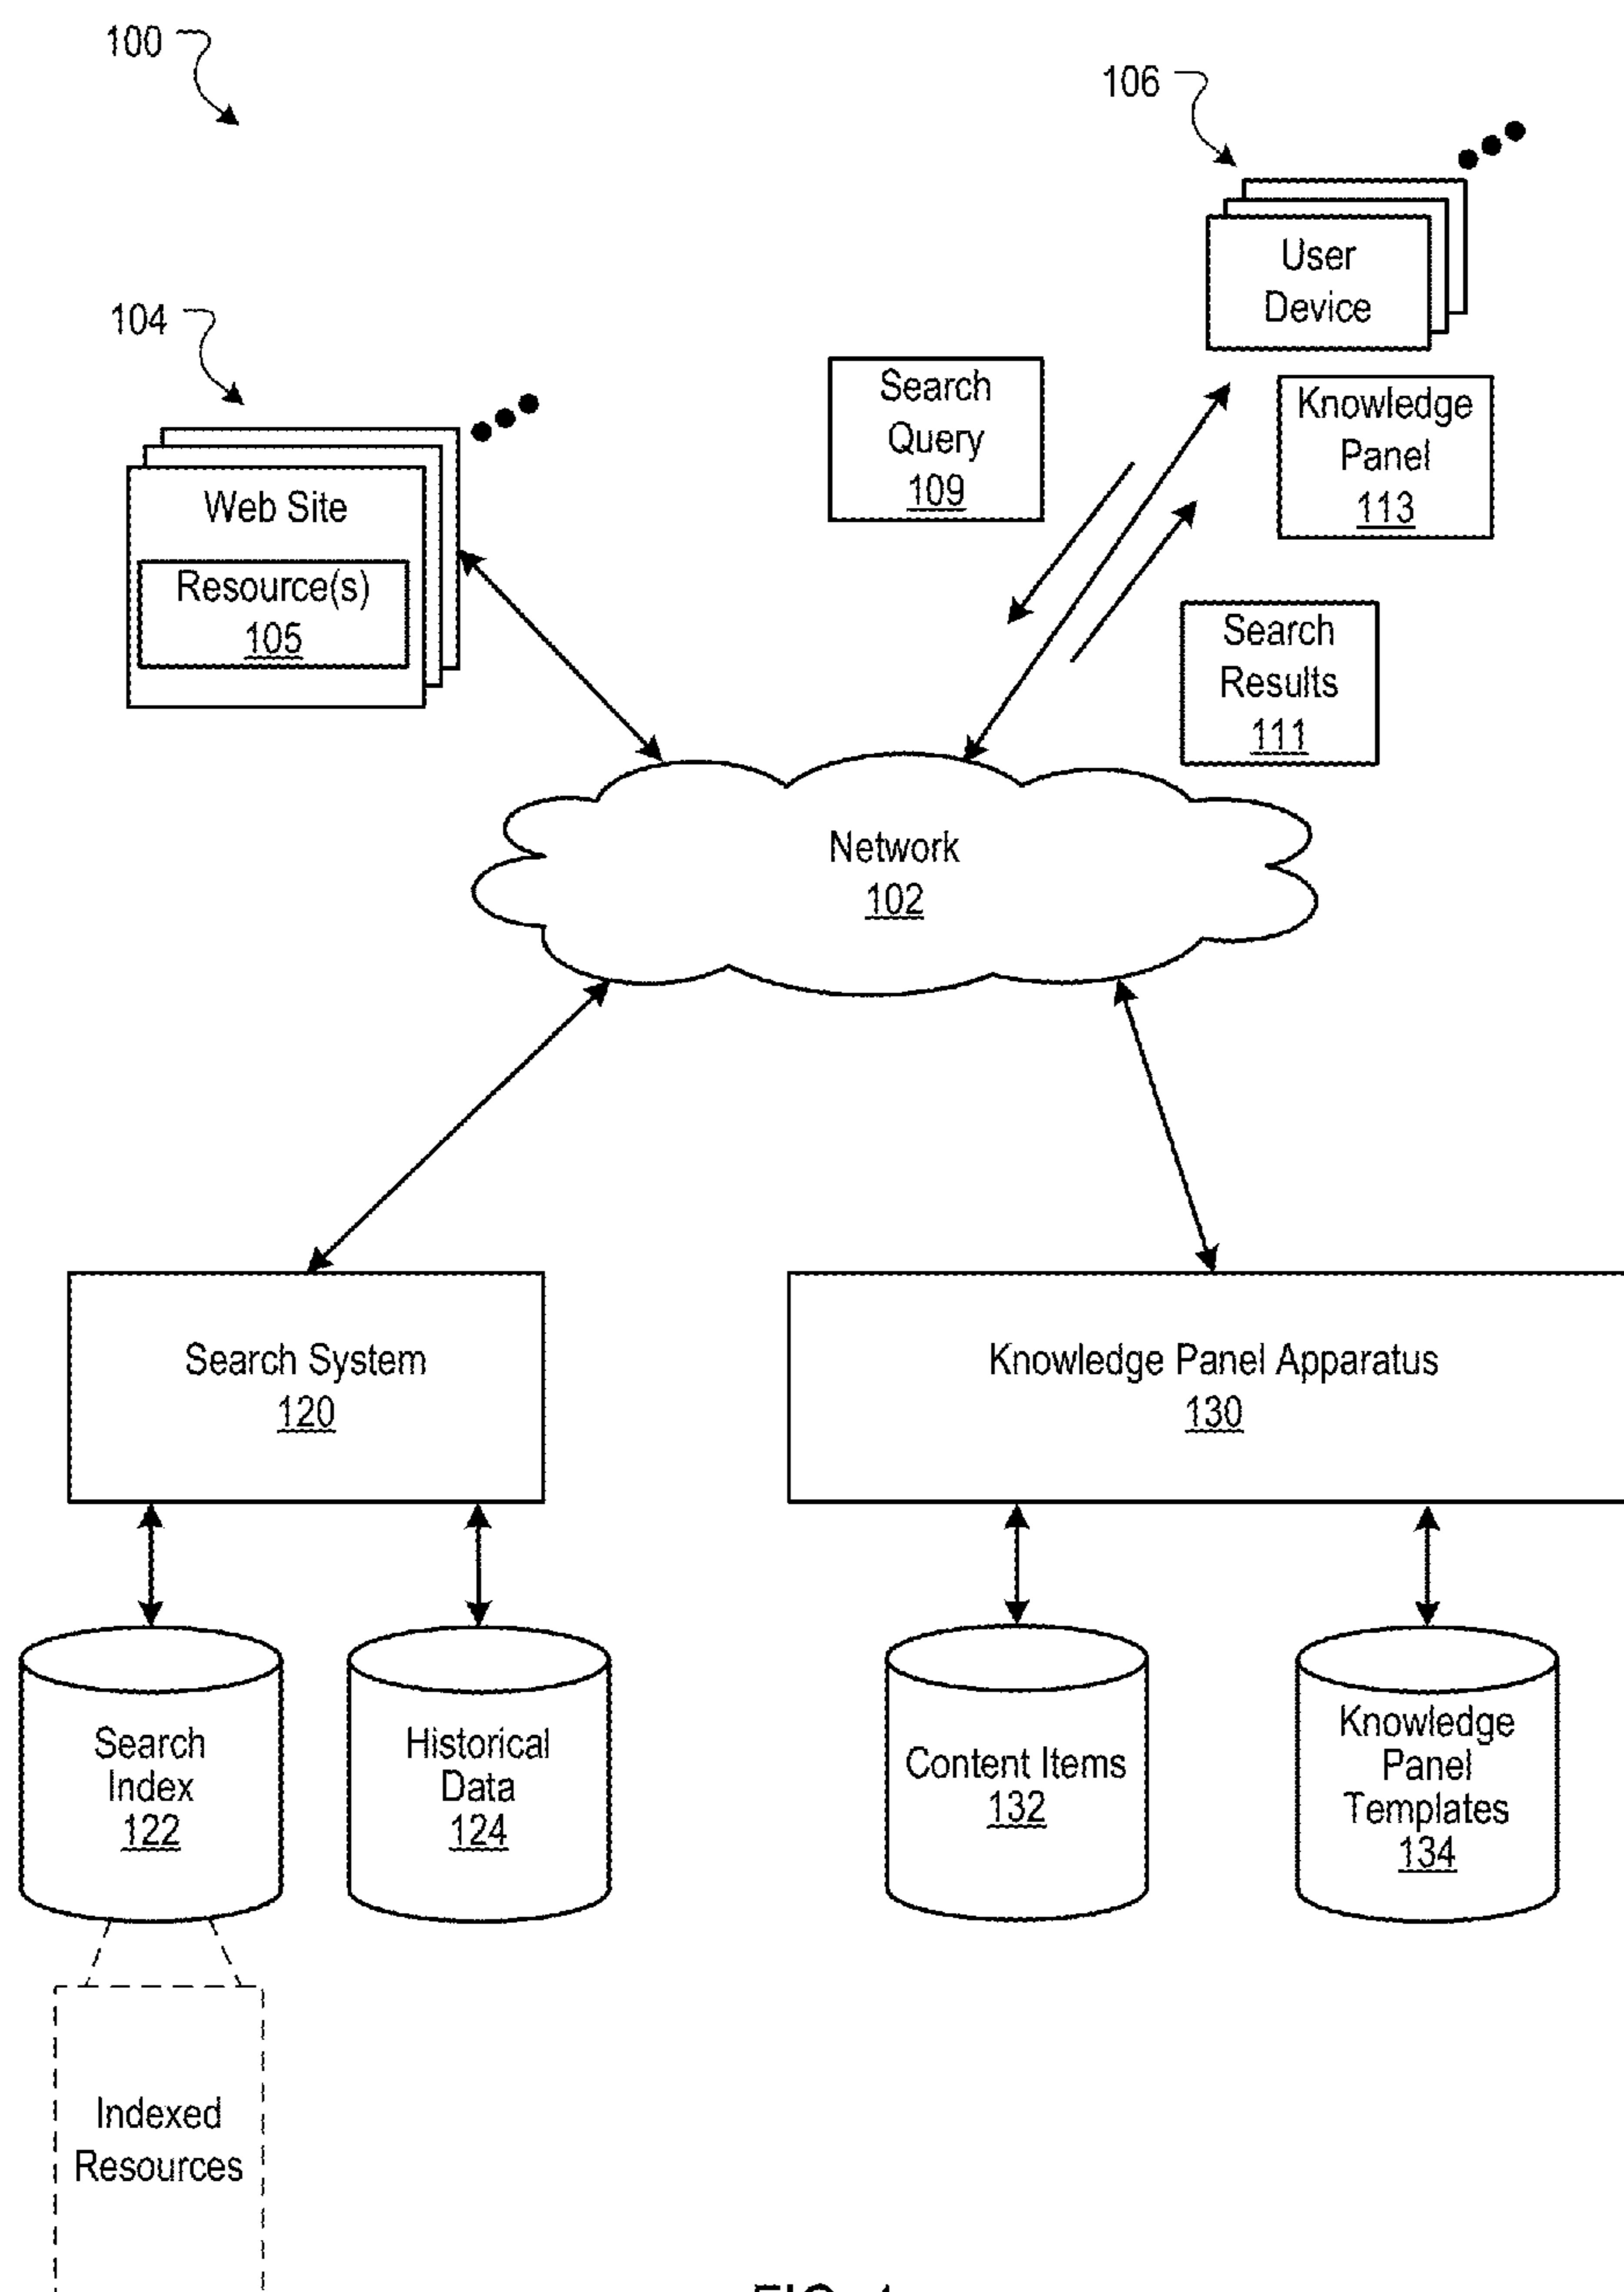 100
106
User
Device
104
Search
Query
109
Knowledge
Panel
113
Web Site
Resource(s)
105
Search
Results
111
Network
102
Search System
120
Knowledge Panel Apparatus
130
Search
Index
122
Historical
Data
124
Content Items
132
Knowledge
Panel
Templates
134
Indexed
Resources